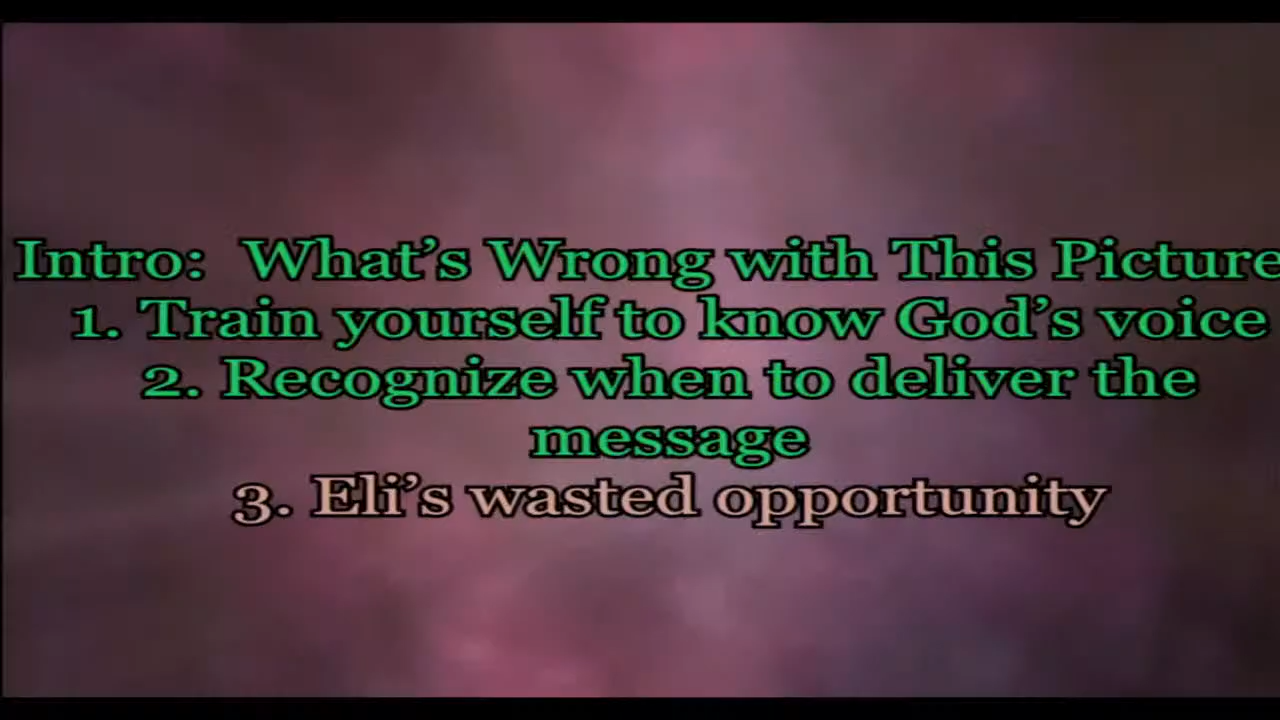 Intro:  What’s Wrong with This Picture
1. Train yourself to know God’s voice
2. Recognize when to deliver the
message
3. Eli’s wasted opportunity